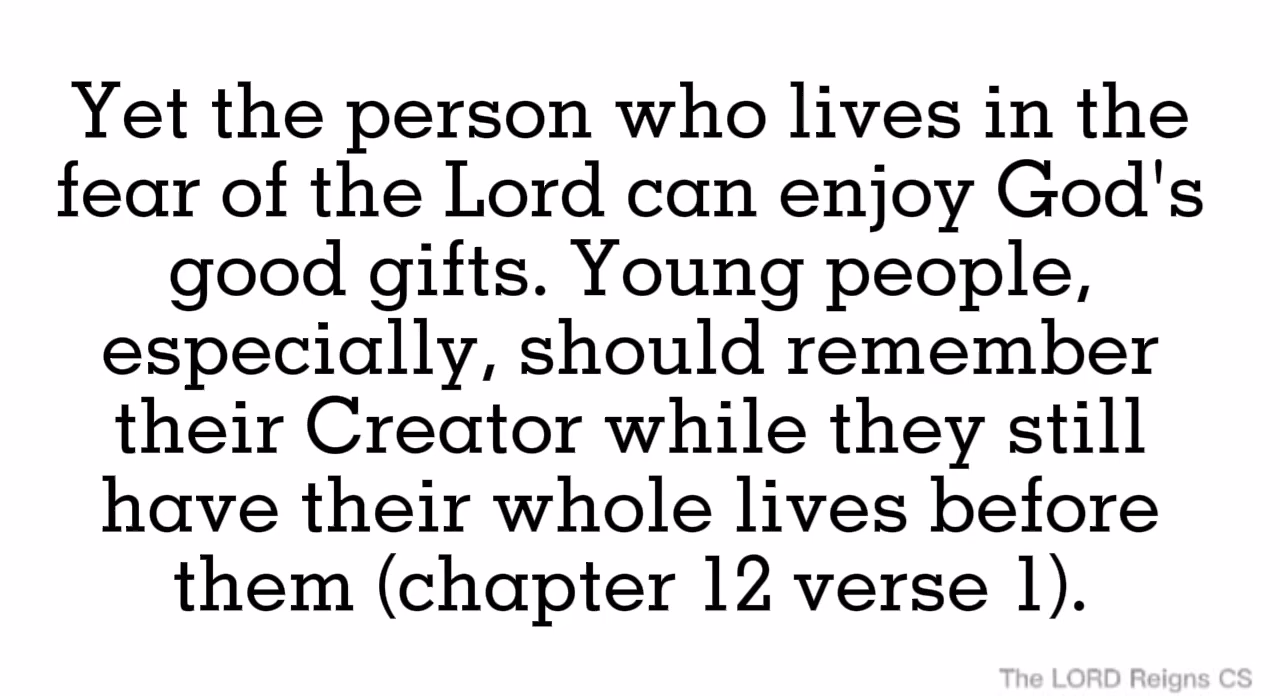 Yet the person who lives in the
fear of the Lord can enjoy God's
good gifts. Young people,
especially, should remember
their Creator while they still
have their whole lives before
them (chapter 12 verse 1).
The LORD Reigns CS